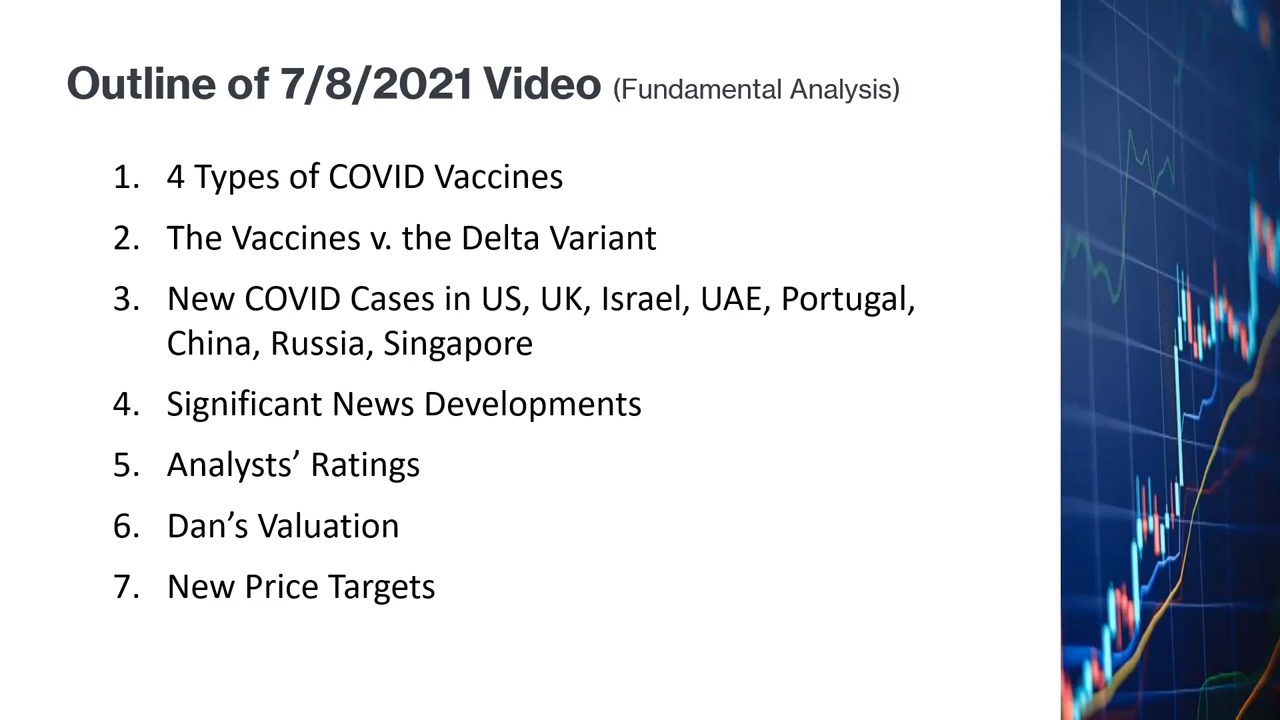 Outline of 7/8/2021 Video (Fundamental Analysis)
1. 4 Types of COVID Vaccines
2. The Vaccines v. the Delta Variant
3. New COVID Cases in US, UK, Israel, UAE, Portugal,
China, Russia, Singapore
4. Significant News Developments
5. Analysts’ Ratings
6. Dan’s Valuation
7. New Price Targets